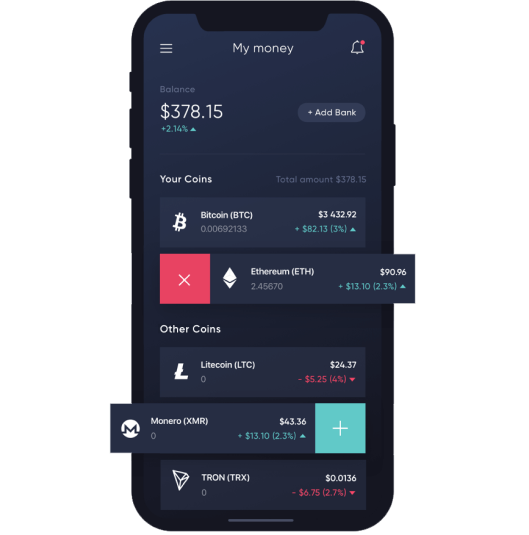 My money
Balance
$378.15
+ Add Bank
+2.14%
Your Coins
Total amount $378.15
Bitcoin (BTC)
$3 432.92
0.00692133
+ $82.13 (3%)
Ethereum (ETH)
$90.96
2.45670
+ $13.10 (2.3%)
Other Coins
Litecoin (LTC)
$24.37
0
- $5.25 (4%)
Monero (XMR)
$43.36
0
+ $13.10 (2.3%)
TRON (TRX)
$0.0136
0
- $6.75 (2.7%)